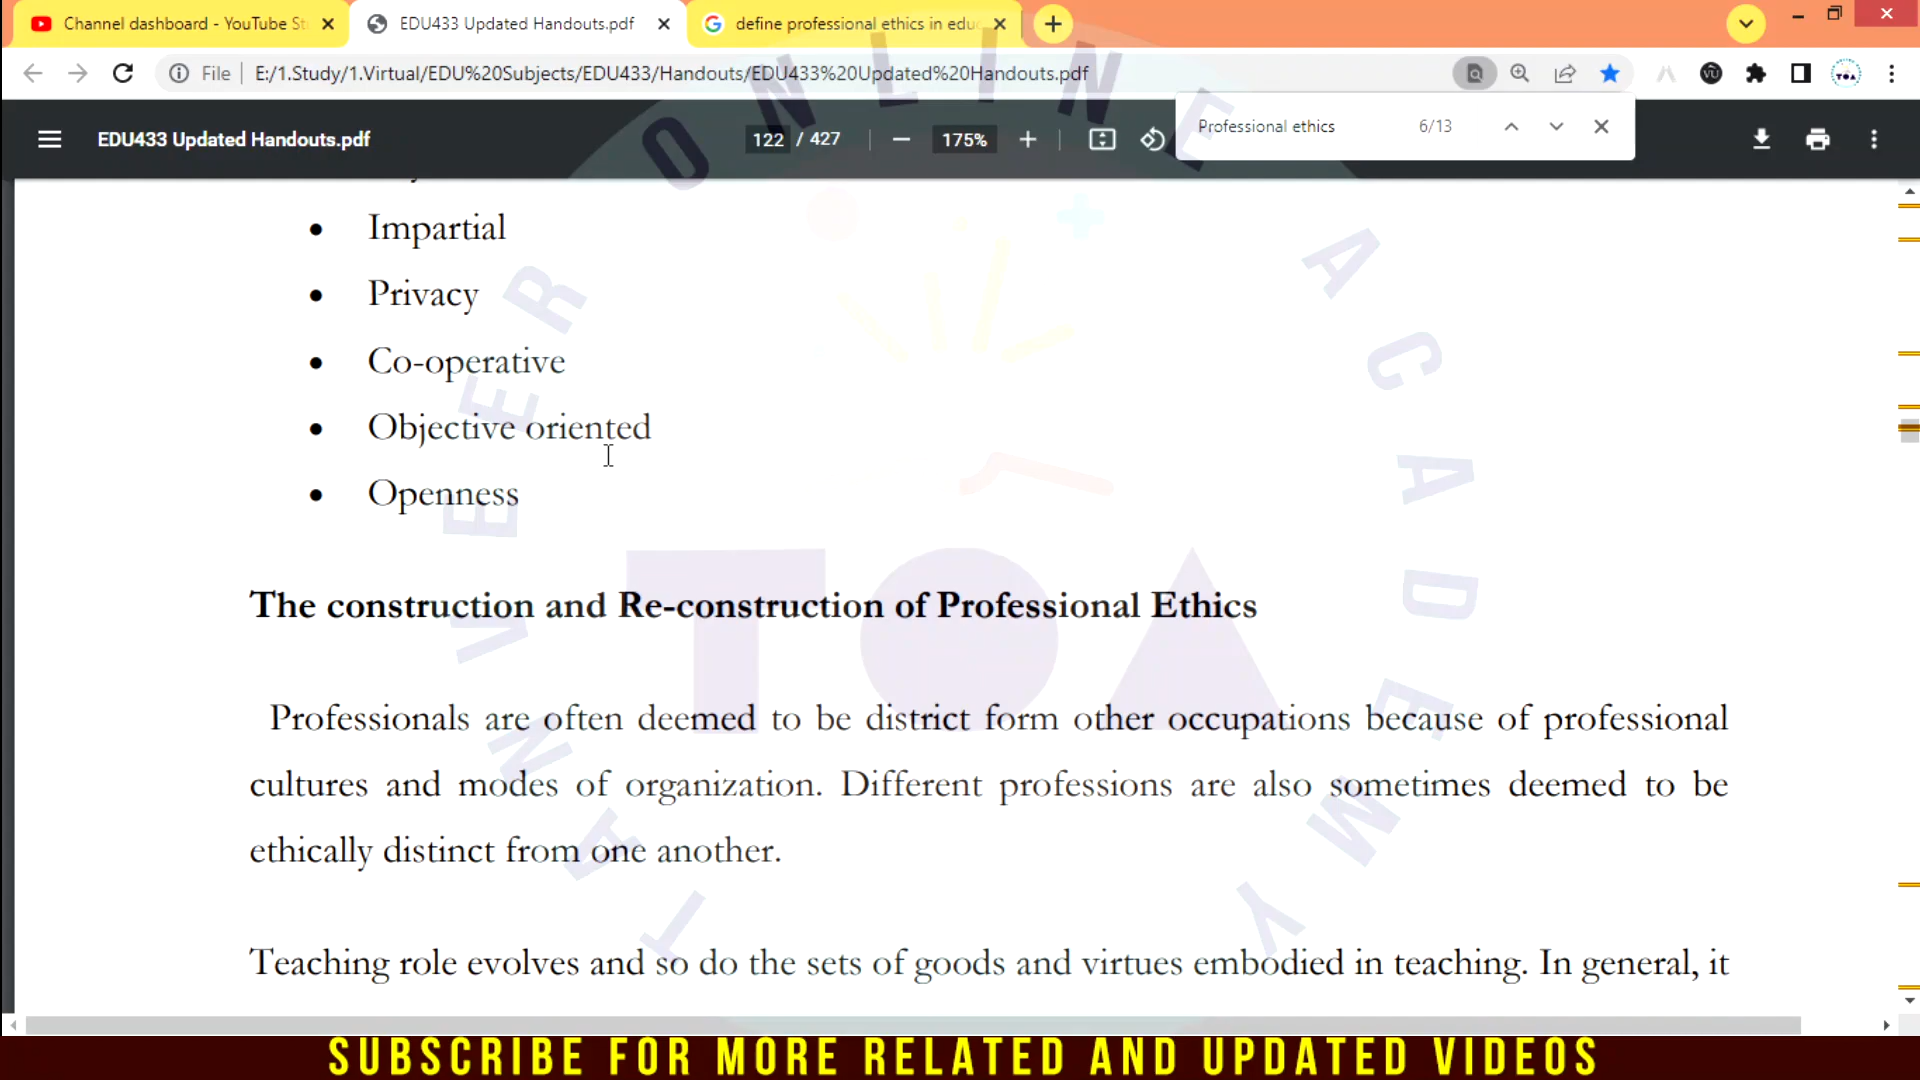 Channel dashboard - YouTube St
EDU433 Updated Handouts.pdf
define professional ethics in educ
File
E:/1.Study/1.Virtual/EDU%20Subjects/EDU433/Handouts/EDU433%20Updated%20Handouts.pdf
EDU433 Updated Handouts.pdf
122 / 427
175%
Professional ethics
6/13
• Impartial
• Privacy
• Co-operative
• Objective oriented
• Openness
The construction and Re-construction of Professional Ethics
Professionals are often deemed to be district form other occupations because of professional
cultures and modes of organization. Different professions are also sometimes deemed to be
ethically distinct from one another.
Teaching role evolves and so do the sets of goods and virtues embodied in teaching. In general, it
TANVEER ONLINE ACADEMY
TOA
SUBSCRIBE FOR MORE RELATED AND UPDATED VIDEOS